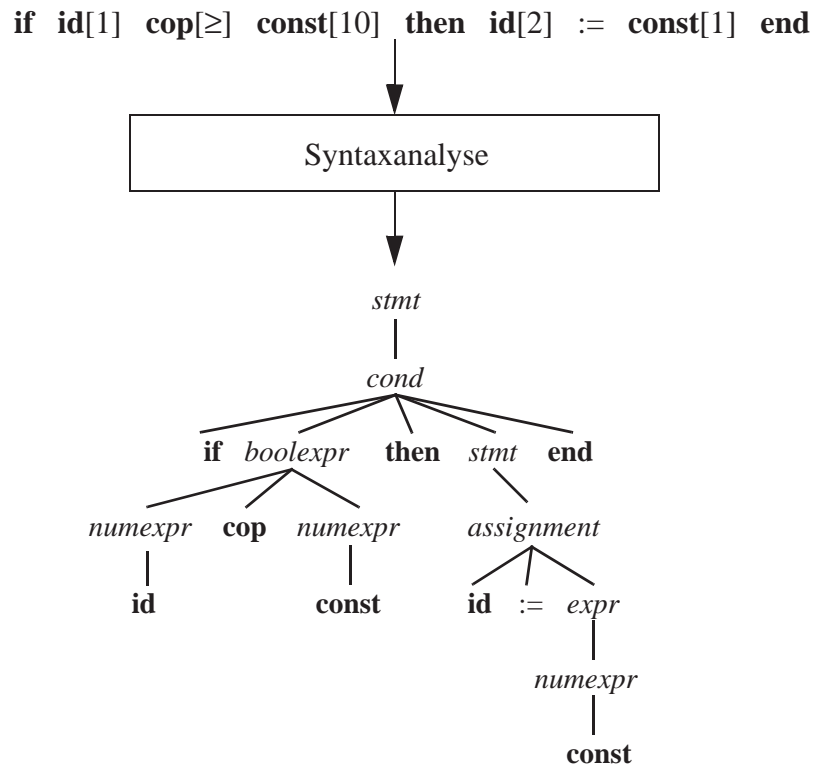 if id[1] cop[≥] const[10] then id[2] := const[1] end
Syntaxanalyse
stmt
cond
if boolexpr then stmt end
numexpr cop numexpr assignment
id const id := expr
numexpr
const